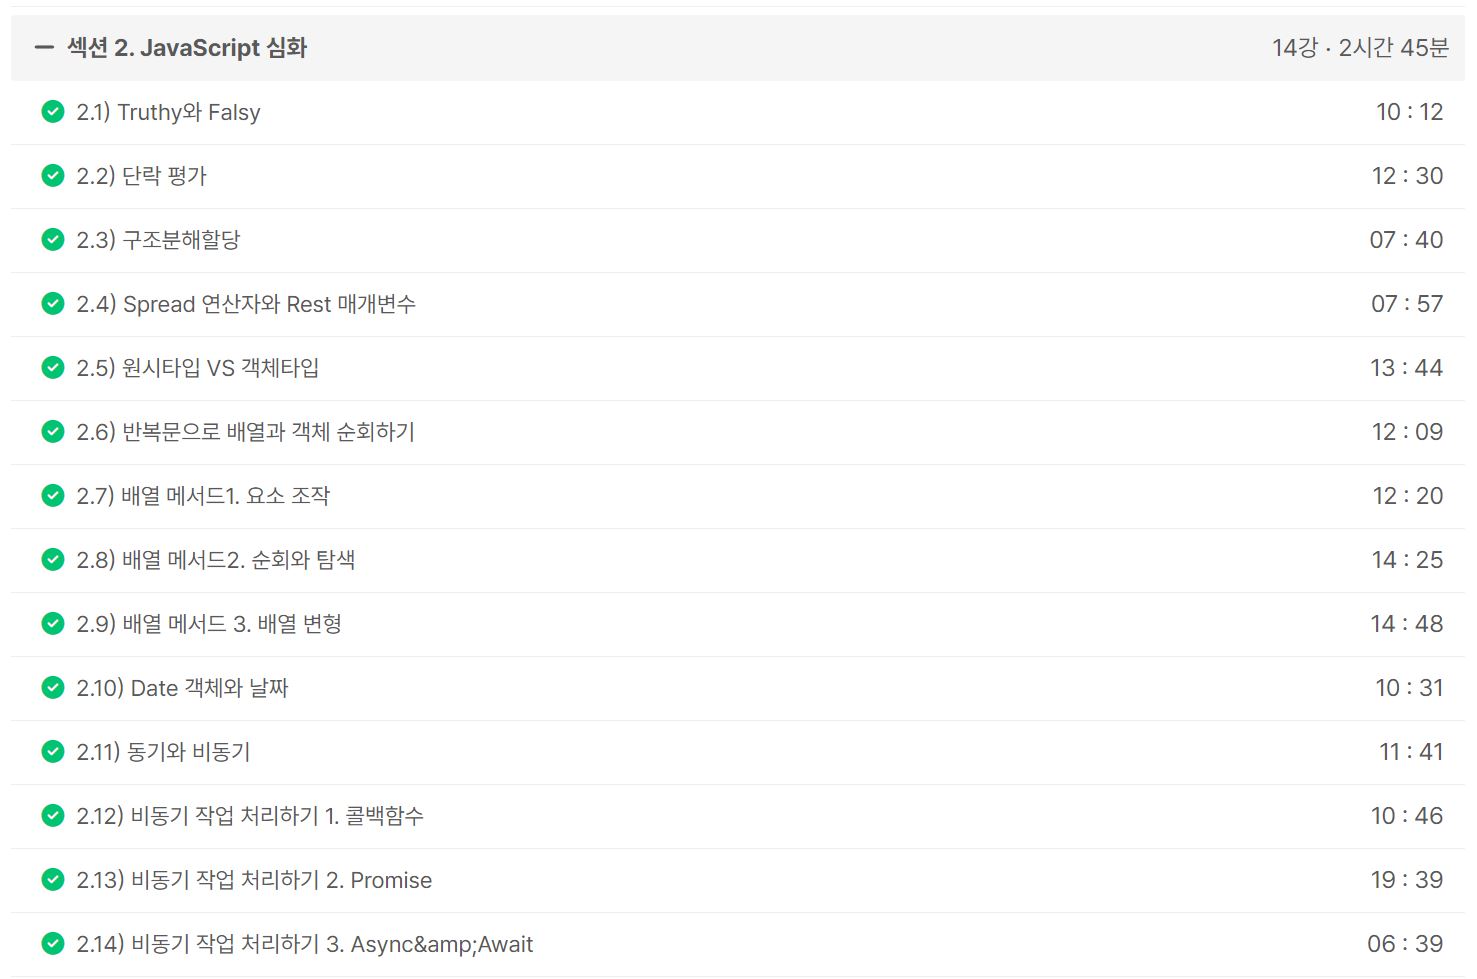 섹션 2. JavaScript 심화 14강 · 2시간 45분
2.1) Truthy와 Falsy 10 : 12
2.2) 단락 평가 12 : 30
2.3) 구조분해할당 07 : 40
2.4) Spread 연산자와 Rest 매개변수 07 : 57
2.5) 원시타입 VS 객체타입 13 : 44
2.6) 반복문으로 배열과 객체 순회하기 12 : 09
2.7) 배열 메서드1. 요소 조작 12 : 20
2.8) 배열 메서드2. 순회와 탐색 14 : 25
2.9) 배열 메서드 3. 배열 변형 14 : 48
2.10) Date 객체와 날짜 10 : 31
2.11) 동기와 비동기 11 : 41
2.12) 비동기 작업 처리하기 1. 콜백함수 10 : 46
2.13) 비동기 작업 처리하기 2. Promise 19 : 39
2.14) 비동기 작업 처리하기 3. Async&amp;Await 06 : 39